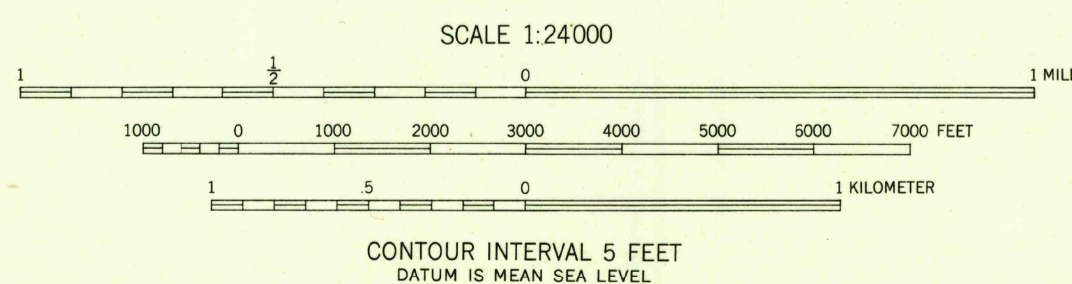 SCALE 1:24000
1 1/2 0 1 MILE
1000 0 1000 2000 3000 4000 5000 6000 7000 FEET
1 .5 0 1 KILOMETER
CONTOUR INTERVAL 5 FEET
DATUM IS MEAN SEA LEVEL